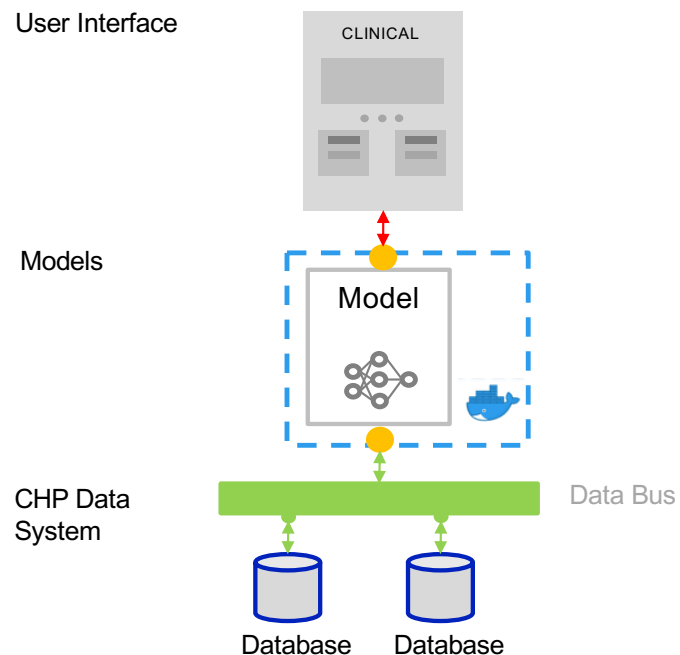 User Interface
CLINICAL
Models
Model
CHP Data
System
Data Bus
Database
Database